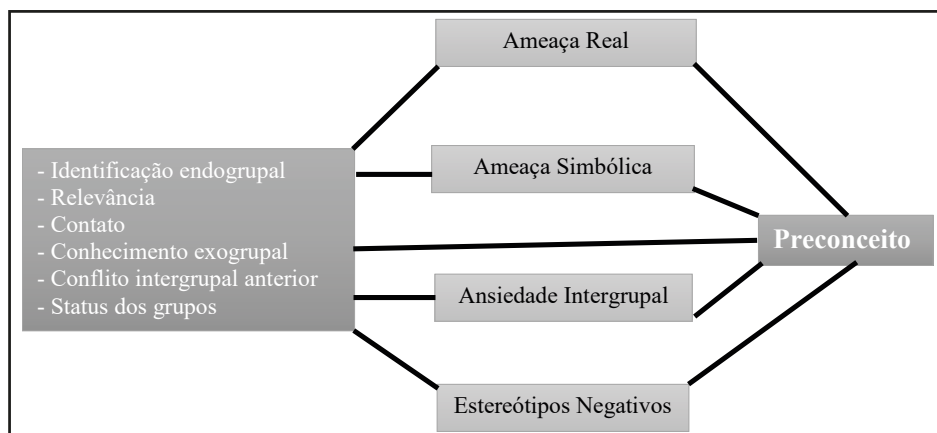 Ameaça Real
- Identificação endogrupal
- Relevância
- Contato
- Conhecimento exogrupal
- Conflito intergrupal anterior
- Status dos grupos
Ameaça Simbólica
Preconceito
Ansiedade Intergrupal
Estereótipos Negativos